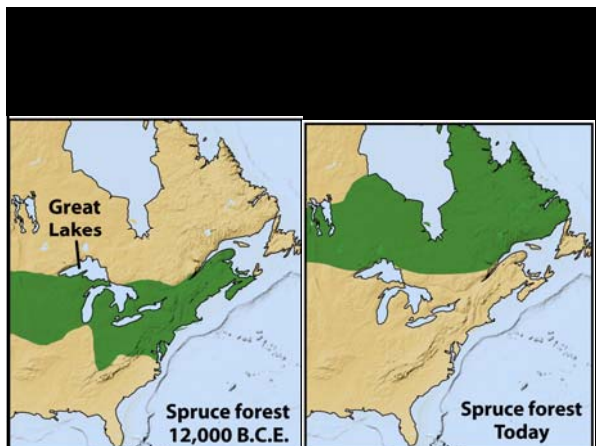 Great
Lakes
Spruce forest
12,000 B.C.E.
Spruce forest
Today